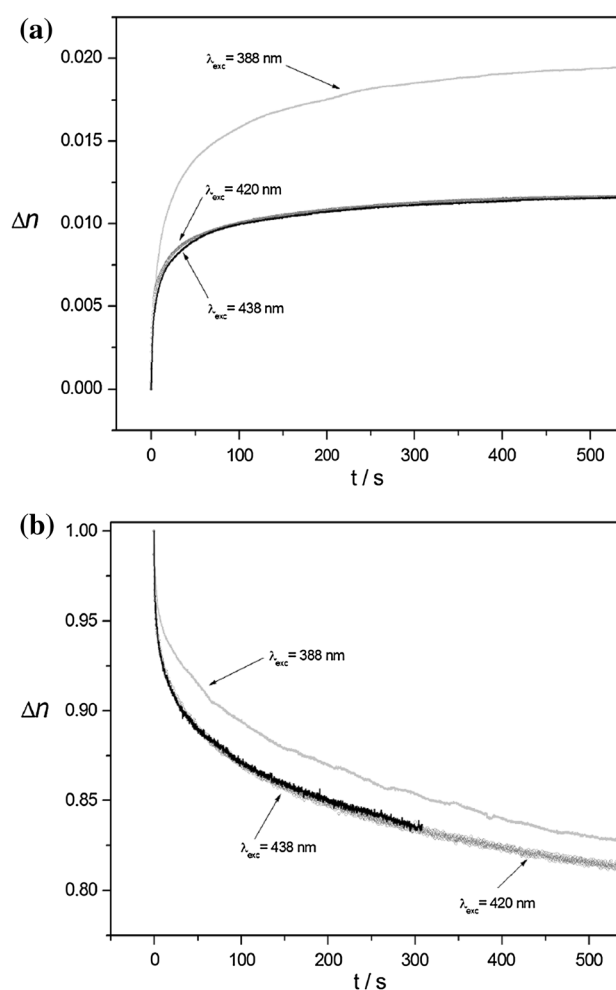 (a)
0.020
λexc= 388 nm
0.015
λexc= 420 nm
Δn
0.010
0.005
λexc= 438 nm
0.000
0 100 200 300 400 500
t / s
(b)
1.00
0.95
λexc= 388 nm
Δn
0.90
0.85
λexc= 438 nm
0.80
λexc= 420 nm
0 100 200 300 400 500
t / s